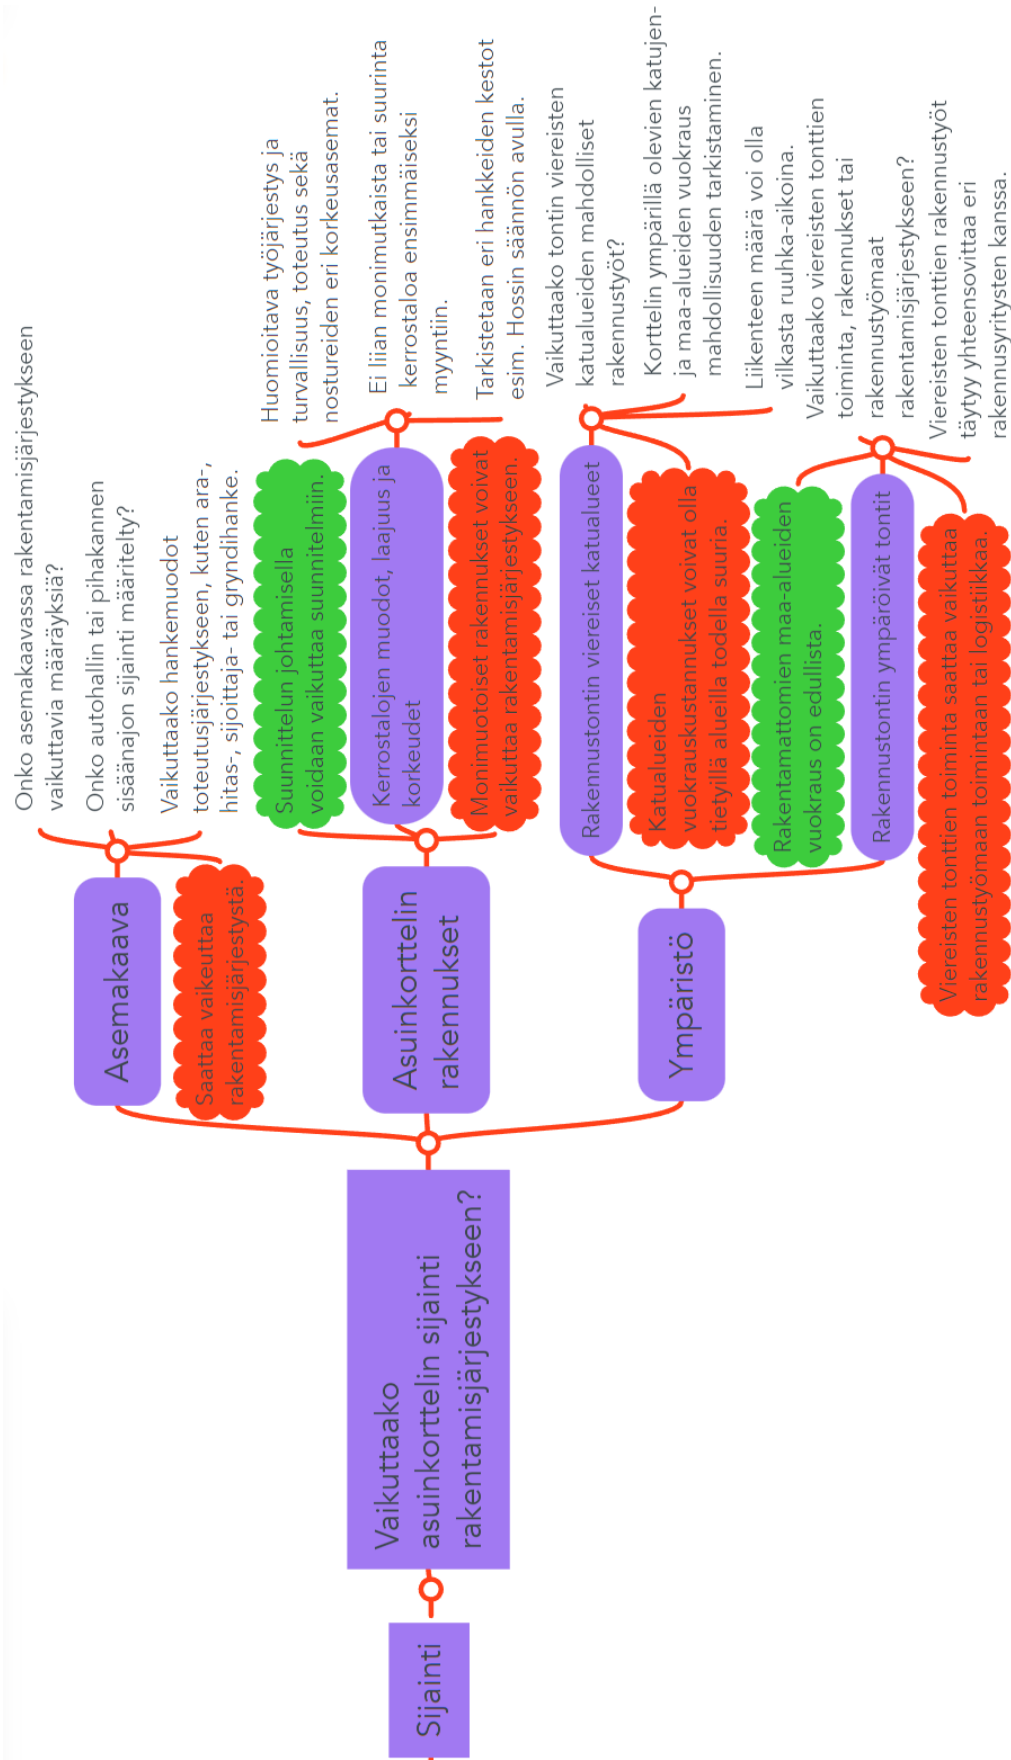 Sijainti
Vaikuttaako
asuinkorttelin sijainti
rakentamisjärjestykseen?
Asemakaava
Onko asemakaavassa rakentamisjärjestykseen
vaikuttavia määräyksiä?
Onko autohallin tai pihakannen
sisäänajon sijainti määritelty?
Vaikuttaako hankemuodot
toteutusjärjestykseen, kuten ara-,
hitas-, sijoittaja- tai gryndihanke.
Saattaa vaikeuttaa
rakentamisjärjestystä.
Asuinkorttelin
rakennukset
Suunnittelun johtamisella
voidaan vaikuttaa suunnitelmiin.
Kerrostalojen muodot, laajuus ja
korkeudet
Huomioitava työjärjestys ja
turvallisuus, toteutus sekä
nostureiden eri korkeusasemat.
Ei liian monimutkaista tai suurinta
kerrostaloa ensimmäiseksi
myyntiin.
Tarkistetaan eri hankkeiden kestot
esim. Hossin säännön avulla.
Monimuotoiset rakennukset voivat
vaikuttaa rakentamisjärjestykseen.
Ympäristö
Rakennustontin viereiset katualueet
Vaikuttaako tontin viereisten
katualueiden mahdolliset
rakennustyöt?
Korttelin ympärillä olevien katujen-
ja maa-alueiden vuokraus
mahdollisuuden tarkistaminen.
Liikenteen määrä voi olla
vilkasta ruuhka-aikoina.
Katualueiden
vuokrauskustannukset voivat olla
tietyillä alueilla todella suuria.
Rakentamattomien maa-alueiden
vuokraus on edullista.
Rakennustontin ympäröivät tontit
Vaikuttaako viereisten tonttien
toiminta, rakennukset tai
rakennustyömaat
rakentamisjärjestykseen?
Viereisten tonttien rakennustyöt
täytyy yhteensovittaa eri
rakennusyritysten kanssa.
Viereisten tonttien toiminta saattaa vaikuttaa
rakennustyömaan toimintaan tai logistiikkaa.